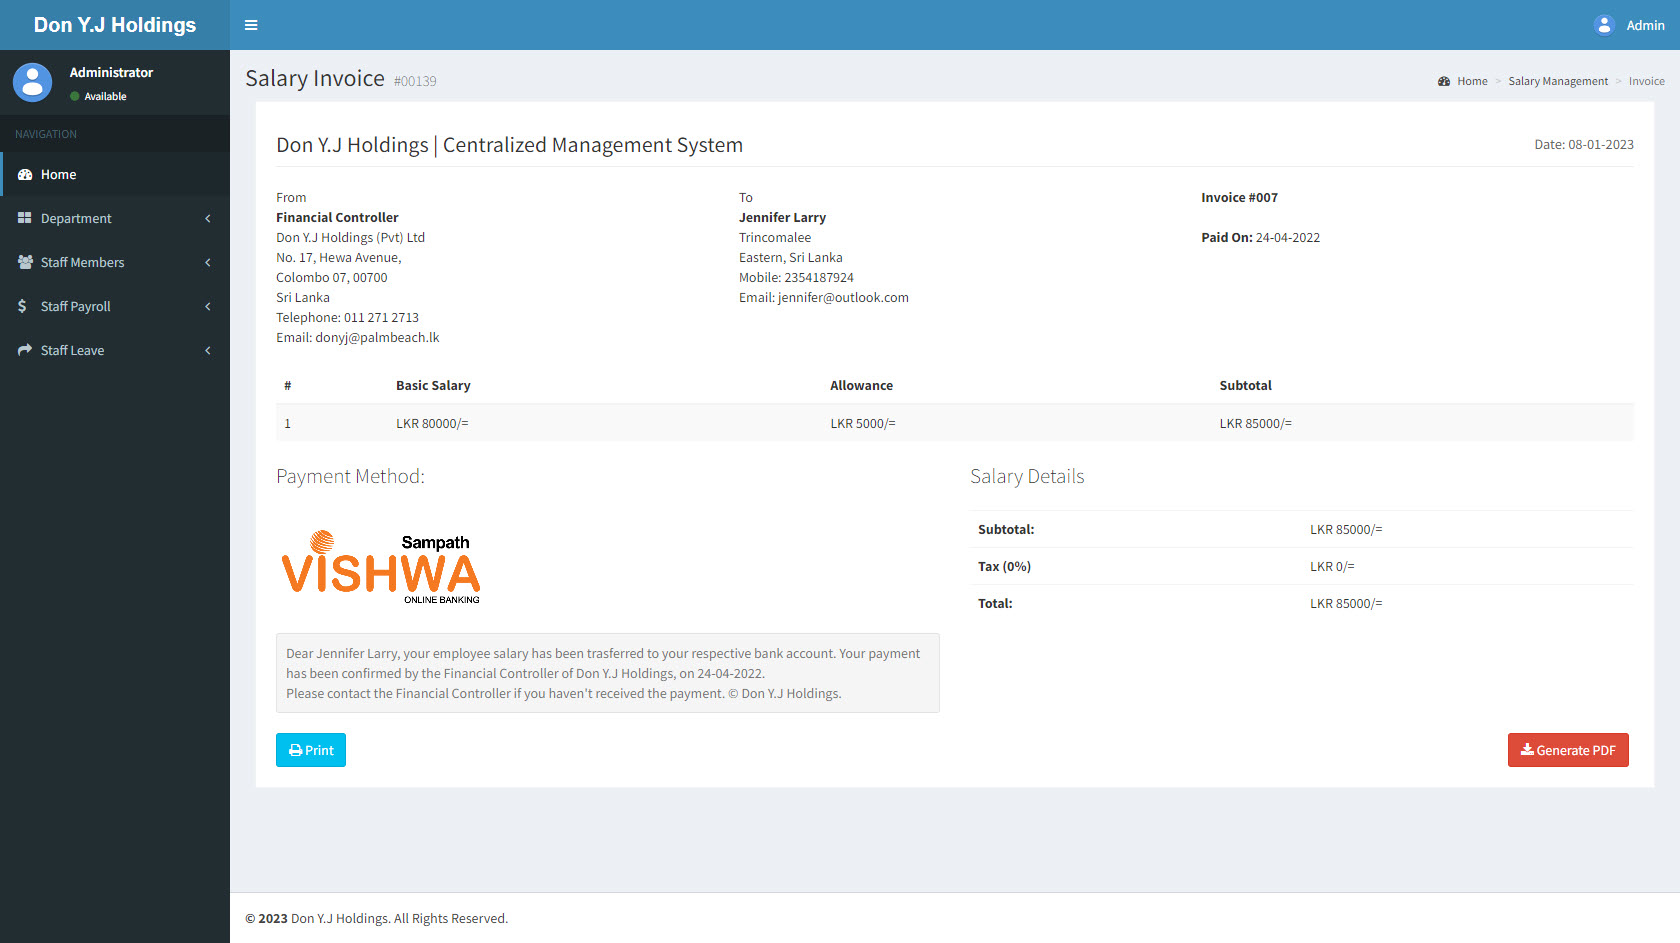 Don Y.J Holdings
Admin
Administrator
Available
NAVIGATION
Home
Department
Staff Members
Staff Payroll
Staff Leave
Salary Invoice #00139
Home > Salary Management > Invoice
Don Y.J Holdings | Centralized Management System
Date: 08-01-2023
From
Financial Controller
Don Y.J Holdings (Pvt) Ltd
No. 17, Hewa Avenue,
Colombo 07, 00700
Sri Lanka
Telephone: 011 271 2713
Email: donyj@palmbeach.lk
To
Jennifer Larry
Trincomalee
Eastern, Sri Lanka
Mobile: 2354187924
Email: jennifer@outlook.com
Invoice #007
Paid On: 24-04-2022
# Basic Salary Allowance Subtotal
1 LKR 80000/= LKR 5000/= LKR 85000/=
Payment Method:
Sampath
VISHWA
ONLINE BANKING
Dear Jennifer Larry, your employee salary has been trasferred to your respective bank account. Your payment
has been confirmed by the Financial Controller of Don Y.J Holdings, on 24-04-2022.
Please contact the Financial Controller if you haven't received the payment. © Don Y.J Holdings.
Salary Details
Subtotal: LKR 85000/=
Tax (0%) LKR 0/=
Total: LKR 85000/=
Print
Generate PDF
© 2023 Don Y.J Holdings. All Rights Reserved.